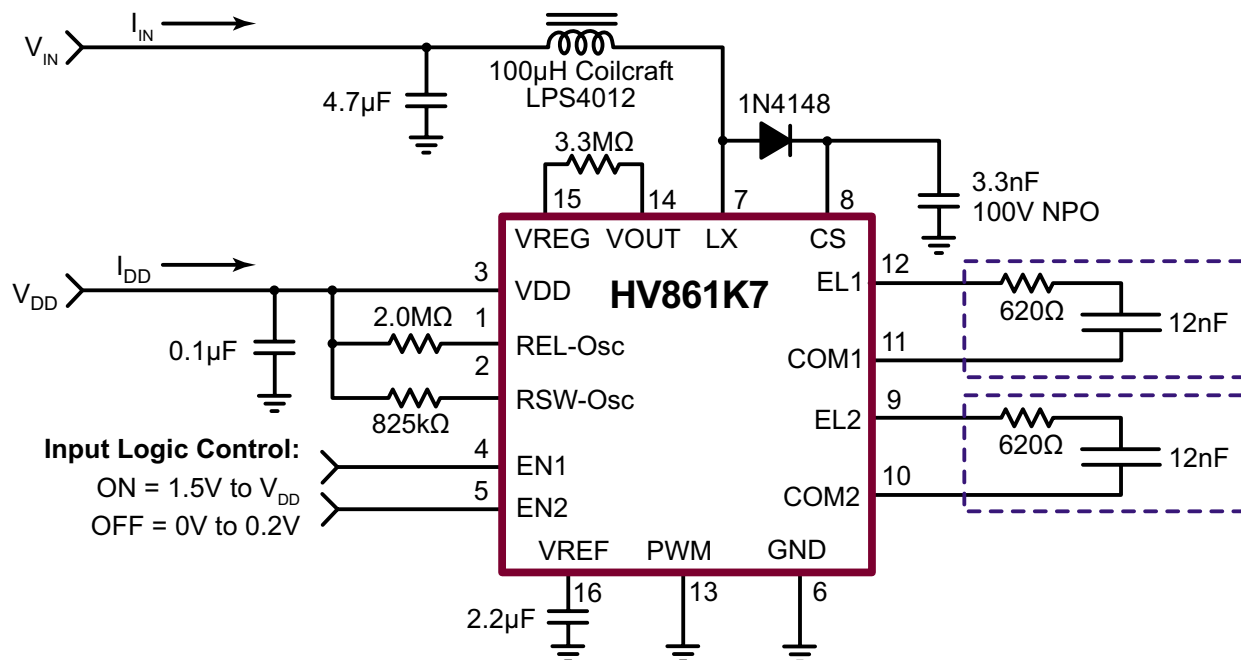 I_IN
V_IN
100µH Coilcraft
LPS4012
4.7µF
1N4148
3.3MΩ
3.3nF
100V NPO
15
14
7
8
VREG
VOUT
LX
CS
HV861K7
I_DD
V_DD
3
VDD
2.0MΩ
1
REL-Osc
0.1µF
2
RSW-Osc
825kΩ
Input Logic Control:
ON = 1.5V to V_DD
OFF = 0V to 0.2V
4
EN1
5
EN2
12
EL1
620Ω
12nF
11
COM1
9
EL2
620Ω
12nF
10
COM2
VREF
PWM
GND
16
13
6
2.2µF